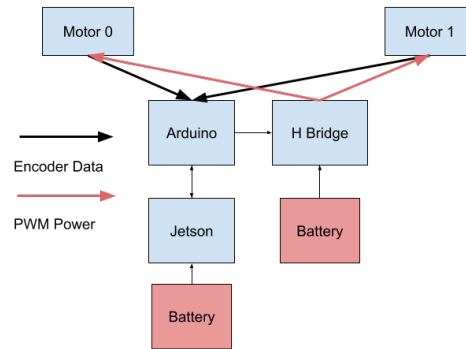 Motor 0
Motor 1
Arduino
H Bridge
Encoder Data
PWM Power
Jetson
Battery
Battery